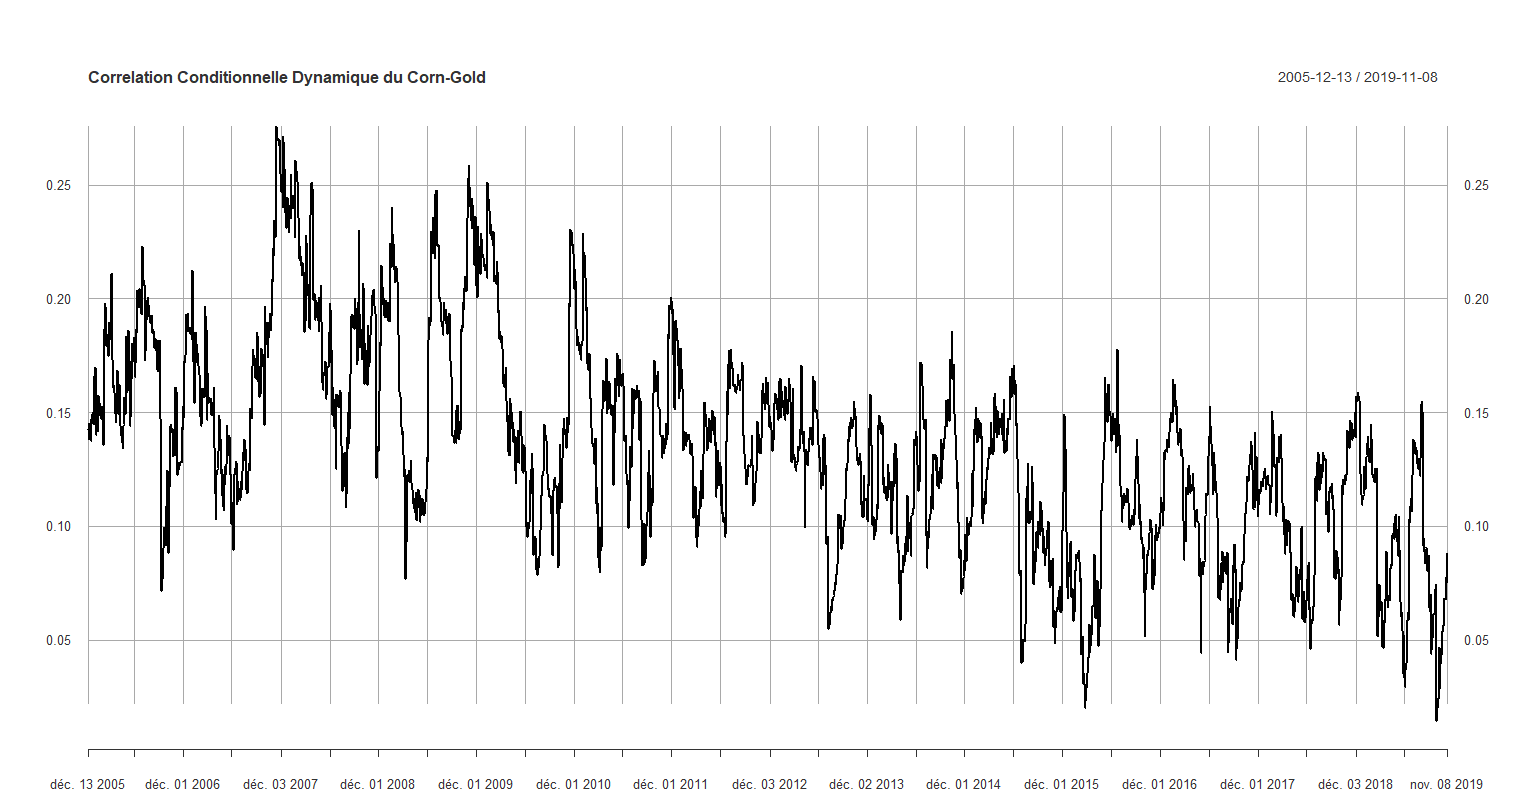 Correlation Conditionnelle Dynamique du Corn-Gold
2005-12-13 / 2019-11-08
0.25 0.25
0.20 0.20
0.15 0.15
0.10 0.10
0.05 0.05
déc. 13 2005 déc. 01 2006 déc. 03 2007 déc. 01 2008 déc. 01 2009 déc. 01 2010 déc. 01 2011 déc. 03 2012 déc. 02 2013 déc. 01 2014 déc. 01 2015 déc. 01 2016 déc. 01 2017 déc. 03 2018 nov. 08 2019